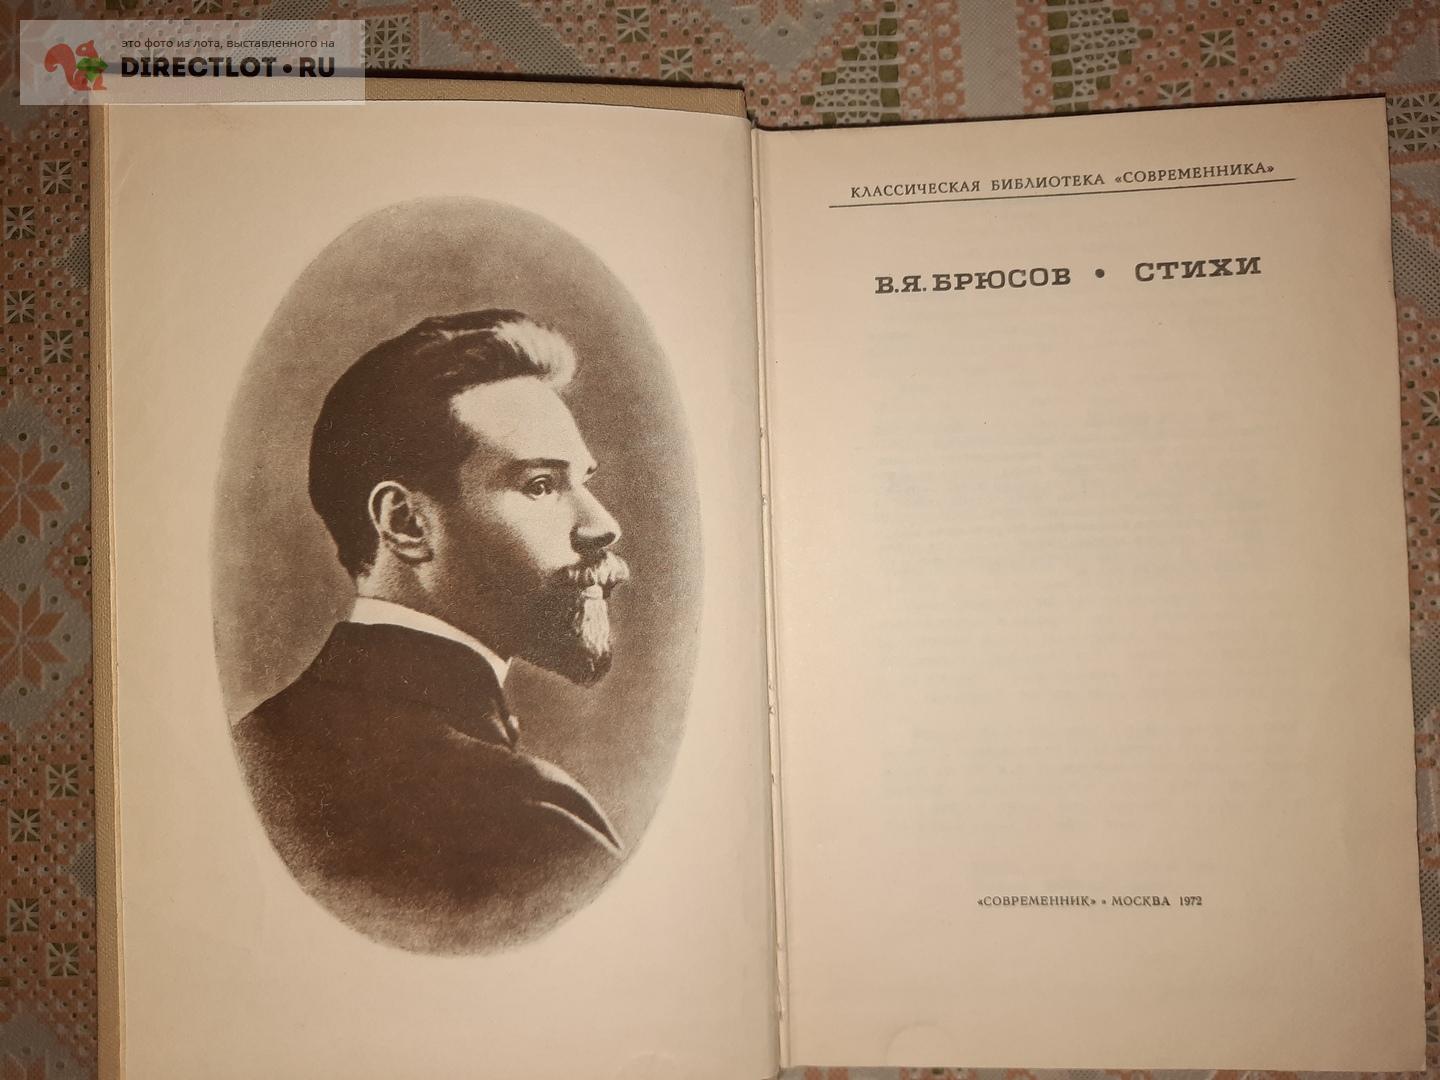 это фото из лота, выставленного на
DIRECTLOT.RU
КЛАССИЧЕСКАЯ БИБЛИОТЕКА «СОВРЕМЕННИКА»
В.Я.БРЮСОВ • СТИХИ
«СОВРЕМЕННИК» • МОСКВА 1972